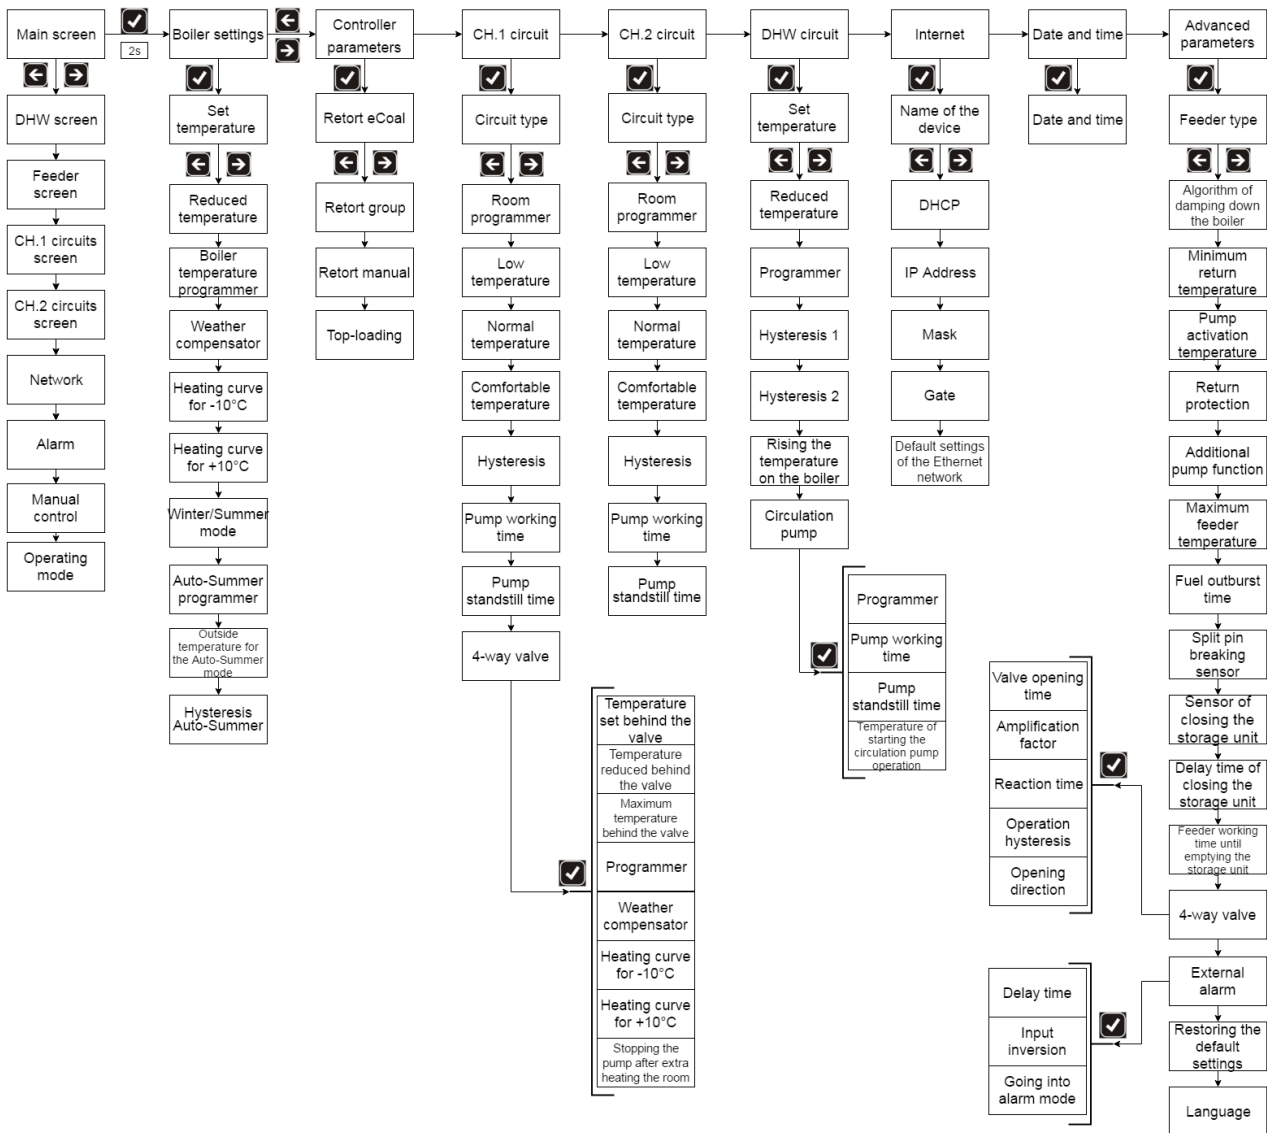 Main screen
2s
Boiler settings
Controller
parameters
CH.1 circuit
CH.2 circuit
DHW circuit
Internet
Date and time
Advanced
parameters
DHW screen
Feeder
screen
CH.1 circuits
screen
CH.2 circuits
screen
Network
Alarm
Manual
control
Operating
mode
Set
temperature
Reduced
temperature
Boiler
temperature
programmer
Weather
compensator
Heating curve
for -10°C
Heating curve
for +10°C
Winter/Summer
mode
Auto-Summer
programmer
Outside
temperature for
the Auto-Summer
mode
Hysteresis
Auto-Summer
Retort eCoal
Retort group
Retort manual
Top-loading
Circuit type
Room
programmer
Low
temperature
Normal
temperature
Comfortable
temperature
Hysteresis
Pump working
time
Pump
standstill time
4-way valve
Temperature
set behind the
valve
Temperature
reduced behind
the valve
Maximum
temperature
behind the valve
Programmer
Weather
compensator
Heating curve
for -10°C
Heating curve
for +10°C
Stopping the
pump after extra
heating the room
Circuit type
Room
programmer
Low
temperature
Normal
temperature
Comfortable
temperature
Hysteresis
Pump working
time
Pump
standstill time
Set
temperature
Reduced
temperature
Programmer
Hysteresis 1
Hysteresis 2
Rising the
temperature
on the boiler
Circulation
pump
Programmer
Pump working
time
Pump
standstill time
Temperature of
starting the
circulation pump
operation
Name of the
device
DHCP
IP Address
Mask
Gate
Default settings
of the Ethernet
network
Date and time
Feeder type
Algorithm of
damping down
the boiler
Minimum
return
temperature
Pump
activation
temperature
Return
protection
Additional
pump function
Maximum
feeder
temperature
Fuel outburst
time
Split pin
breaking
sensor
Sensor of
closing the
storage unit
Delay time of
closing the
storage unit
Feeder working
time until
emptying the
storage unit
4-way valve
External
alarm
Restoring the
default
settings
Language
Valve opening
time
Amplification
factor
Reaction time
Operation
hysteresis
Opening
direction
Delay time
Input
inversion
Going into
alarm mode